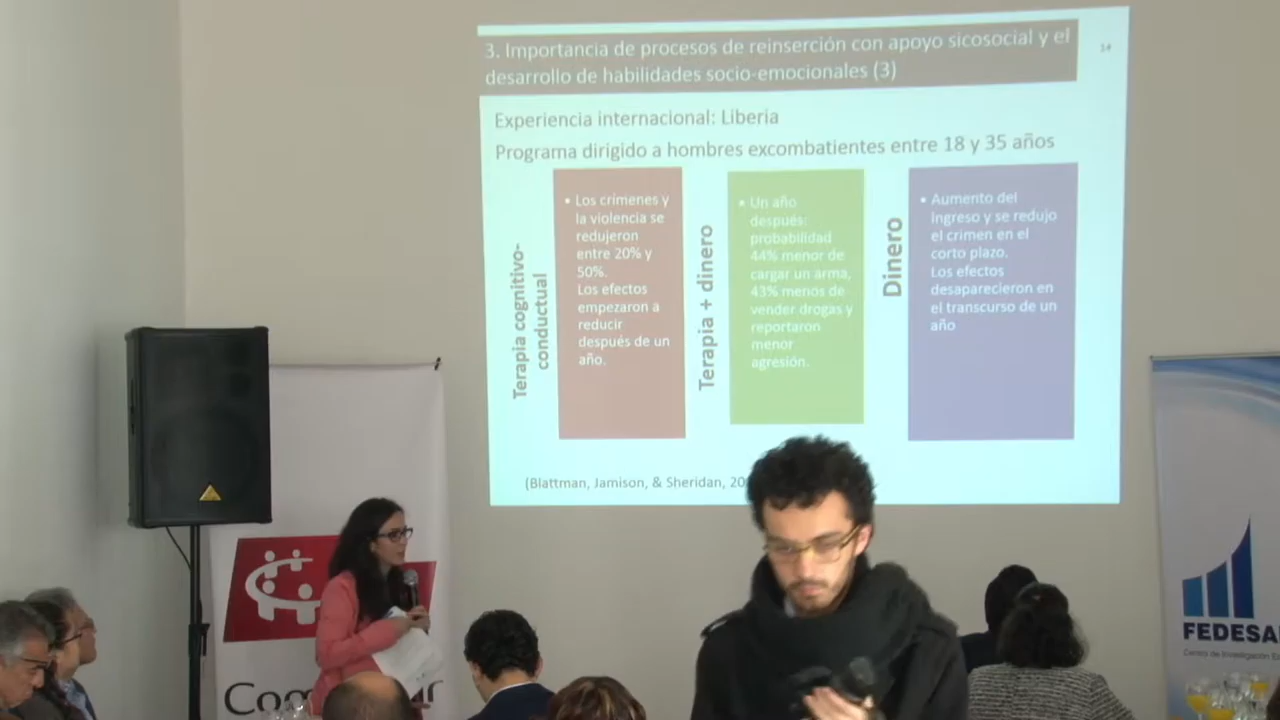 3. Importancia de procesos de reinserción con apoyo sicosocial y el
desarrollo de habilidades socio-emocionales (3)
14
Experiencia internacional: Liberia
Programa dirigido a hombres excombatientes entre 18 y 35 años
Terapia cognitivo-
conductual
• Los crímenes y
la violencia se
redujeron
entre 20% y
50%.
Los efectos
empezaron a
reducir
después de un
año.
Terapia + dinero
• Un año
después:
probabilidad
44% menor de
cargar un arma,
43% menos de
vender drogas y
reportaron
menor
agresión.
Dinero
• Aumento del
ingreso y se redujo
el crimen en el
corto plazo.
Los efectos
desaparecieron en
el transcurso de un
año
(Blattman, Jamison, & Sheridan, 20
FEDESA
Centro de Investigación